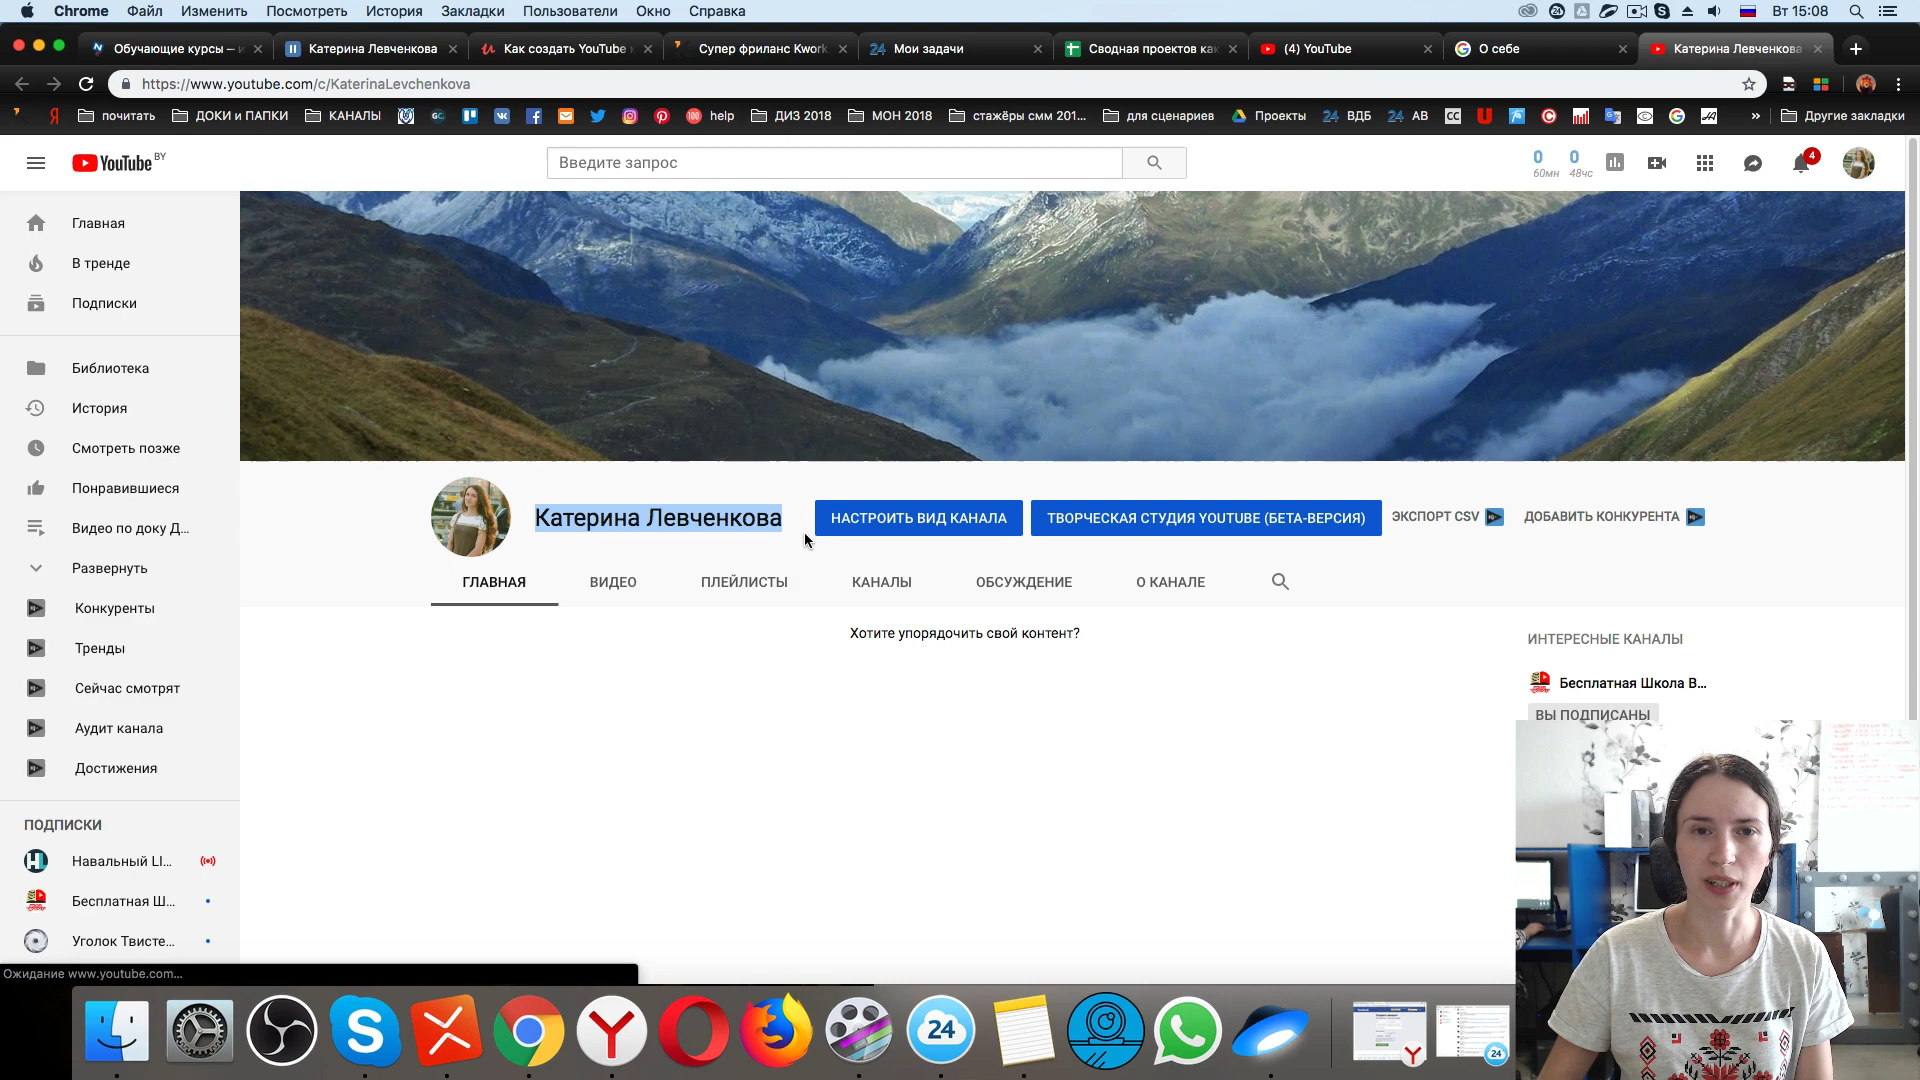 Chrome Файл Изменить Посмотреть История Закладки Пользователи Окно Справка Вт 15:08
Обучающие курсы – и Катерина Левченкова Как создать YouTube к Супер фриланс Kwork Мои задачи Сводная проектов ка (4) YouTube О себе Катерина Левченкова
https://www.youtube.com/c/KaterinaLevchenkova
почитать ДОКИ и ПАПКИ КАНАЛЫ help ДИЗ 2018 МОН 2018 стажёры смм 201... для сценариев Проекты 24 ВДБ 24 АВ Другие закладки
YouTube BY
Введите запрос
0 0 4
60мн 48чс
Главная
В тренде
Подписки
Библиотека
История
Смотреть позже
Понравившиеся
Видео по доку Д...
Развернуть
Конкуренты
Тренды
Сейчас смотрят
Аудит канала
Достижения
ПОДПИСКИ
Навальный LI...
Бесплатная Ш...
Уголок Твисте...
Катерина Левченкова
НАСТРОИТЬ ВИД КАНАЛА ТВОРЧЕСКАЯ СТУДИЯ YOUTUBE (БЕТА-ВЕРСИЯ) ЭКСПОРТ CSV ДОБАВИТЬ КОНКУРЕНТА
ГЛАВНАЯ ВИДЕО ПЛЕЙЛИСТЫ КАНАЛЫ ОБСУЖДЕНИЕ О КАНАЛЕ
Хотите упорядочить свой контент?
ИНТЕРЕСНЫЕ КАНАЛЫ
Бесплатная Школа В...
ВЫ ПОДПИСАНЫ
Ожидание www.youtube.com...
24
24